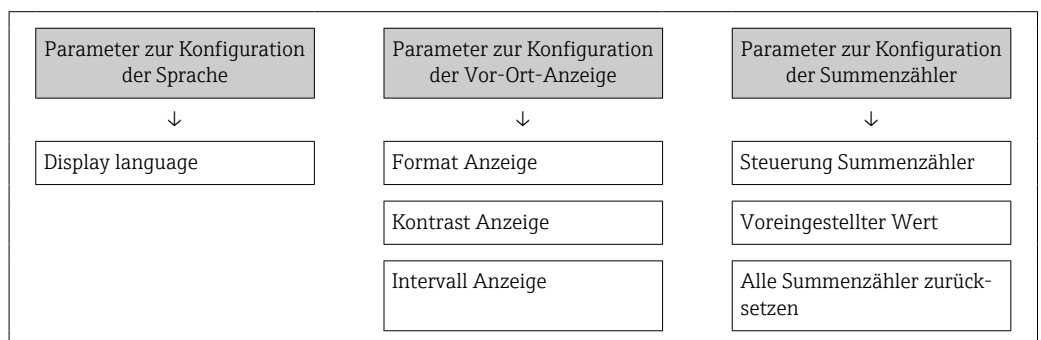 Parameter zur Konfiguration
der Sprache
↓
Display language
Parameter zur Konfiguration
der Vor-Ort-Anzeige
↓
Format Anzeige
Kontrast Anzeige
Intervall Anzeige
Parameter zur Konfiguration
der Summenzähler
↓
Steuerung Summenzähler
Voreingestellter Wert
Alle Summenzähler zurück-
setzen